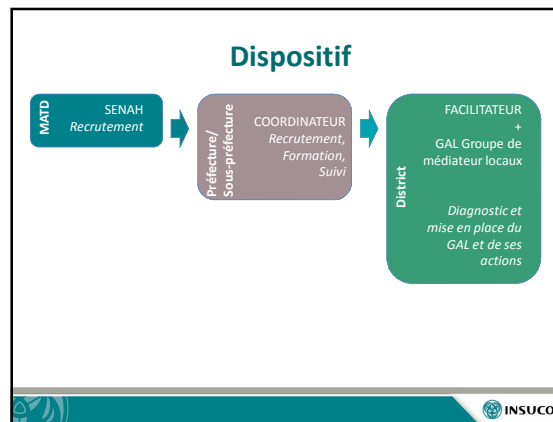 Dispositif
MATD
SENAH
Recrutement
Préfecture/
Sous-préfecture
COORDINATEUR
Recrutement,
Formation,
Suivi
District
FACILITATEUR
+
GAL Groupe de
médiateur locaux
Diagnostic et
mise en place du
GAL et de ses
actions
INSUCO